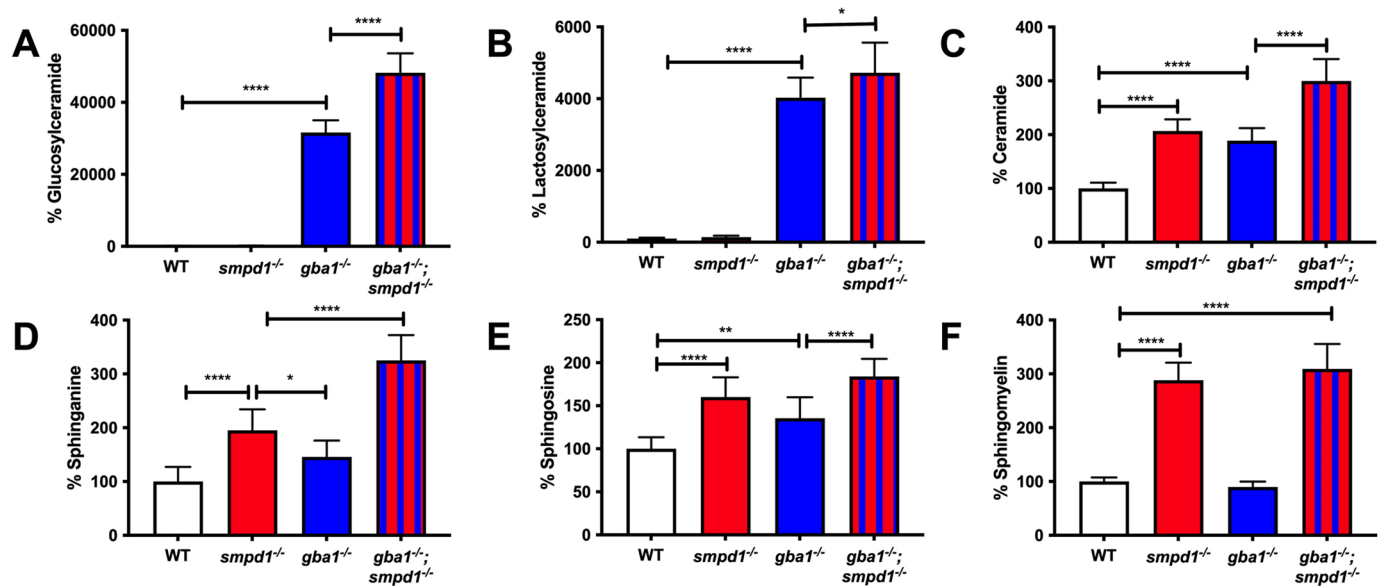 A
% Glucosylceramide
60000
40000
20000
0
****
****
WT
smpd1-/-
gba1-/-
gba1-/-;
smpd1-/-
B
% Lactosylceramide
6000
4000
2000
0
****
*
WT
smpd1-/-
gba1-/-
gba1-/-;
smpd1-/-
C
% Ceramide
400
300
200
100
0
****
****
****
WT
smpd1-/-
gba1-/-
gba1-/-;
smpd1-/-
D
% Sphinganine
400
300
200
100
0
****
*
****
WT
smpd1-/-
gba1-/-
gba1-/-;
smpd1-/-
E
% Sphingosine
250
200
150
100
50
0
**
****
****
WT
smpd1-/-
gba1-/-
gba1-/-;
smpd1-/-
F
% Sphingomyelin
400
300
200
100
0
****
****
WT
smpd1-/-
gba1-/-
gba1-/-;
smpd1-/-